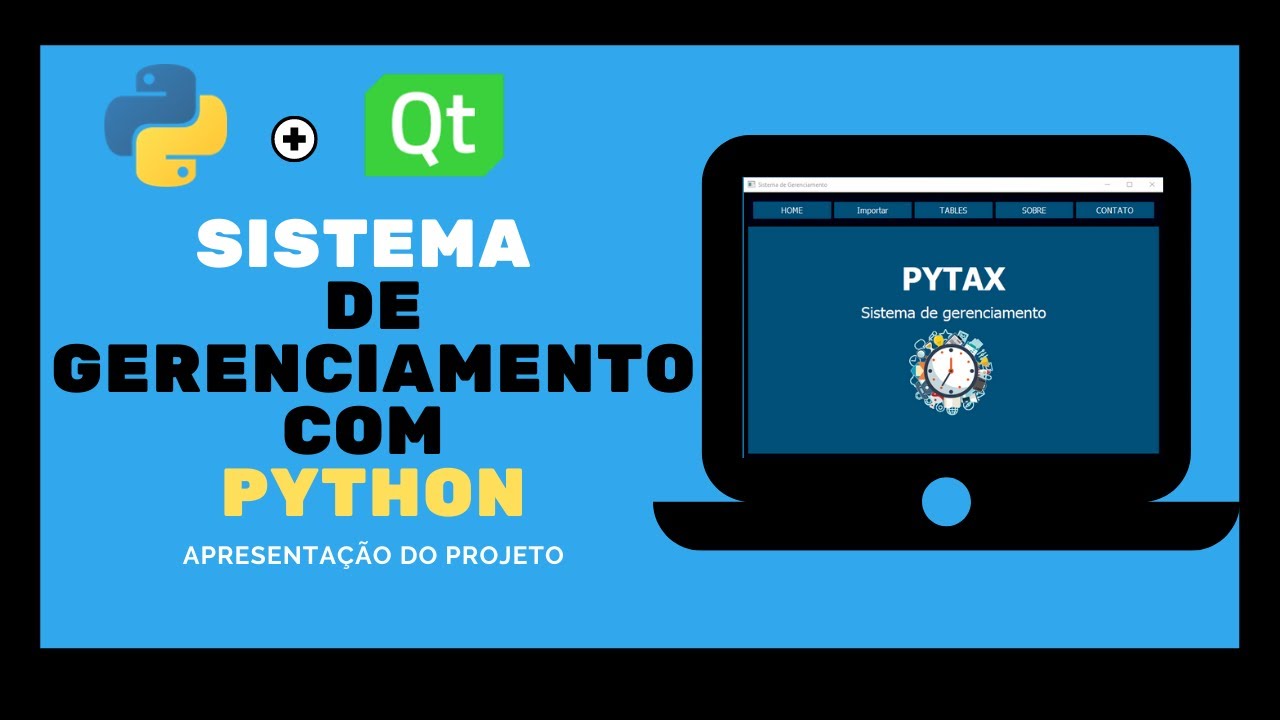 Qt
SISTEMA
DE
GERENCIAMENTO
COM
PYTHON
APRESENTAÇÃO DO PROJETO
Sistema de Gerenciamento
HOME Importar TABLES SOBRE CONTATO
PYTAX
Sistema de gerenciamento